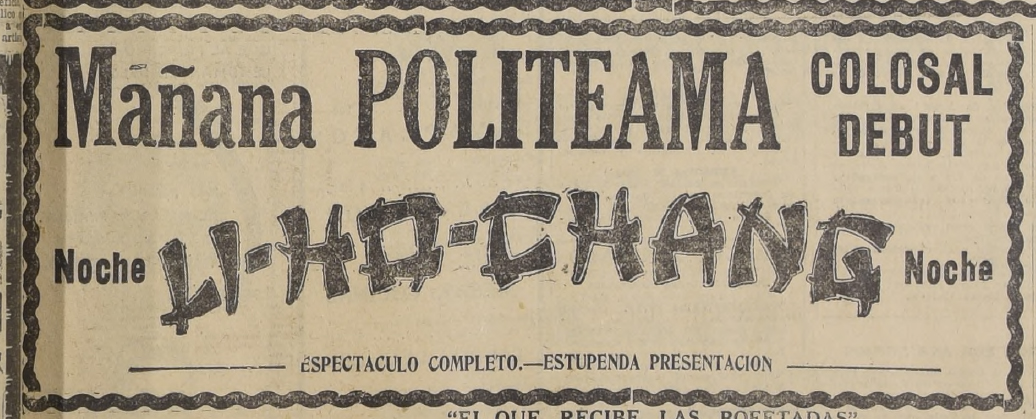 Mañana POLITEAMA COLOSAL DEBUT
Noche LI-HO-CHANG Noche
ESPECTACULO COMPLETO.—ESTUPENDA PRESENTACION
"EL QUE RECIBE LAS BOFETADAS"